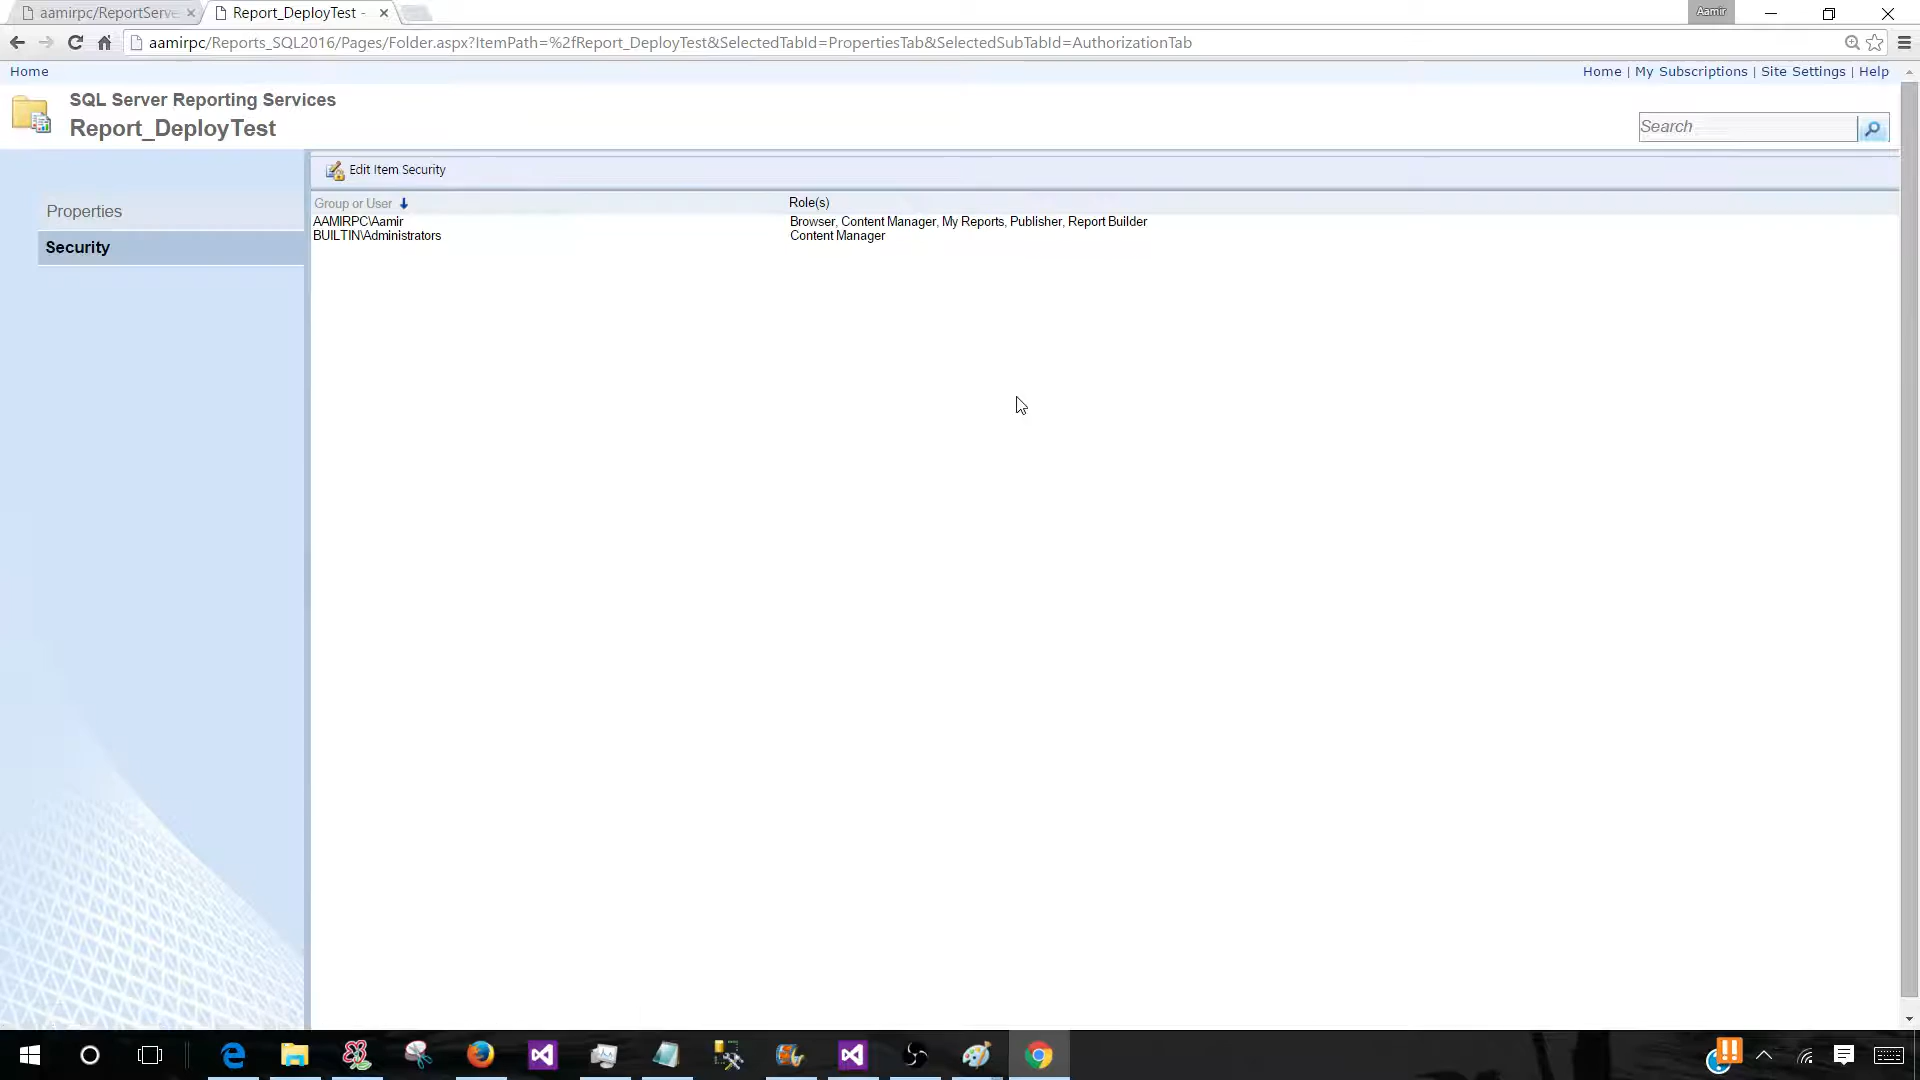 aamirpc/ReportServe
Report_DeployTest -
Aamir
aamirpc/Reports_SQL2016/Pages/Folder.aspx?ItemPath=%2fReport_DeployTest&SelectedTabId=PropertiesTab&SelectedSubTabId=AuthorizationTab
Home
Home | My Subscriptions | Site Settings | Help
SQL Server Reporting Services
Report_DeployTest
Search
Edit Item Security
Properties
Security
Group or User Role(s)
AAMIRPC\Aamir Browser, Content Manager, My Reports, Publisher, Report Builder
BUILTIN\Administrators Content Manager